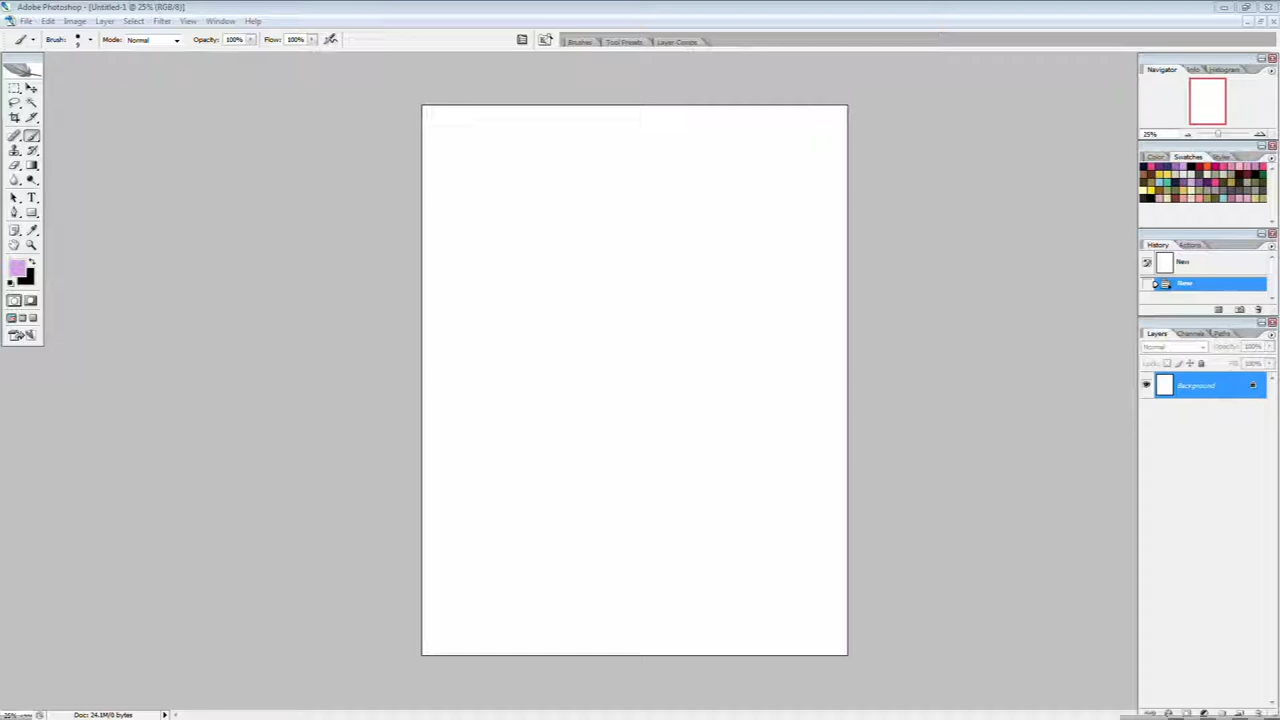 Adobe Photoshop - [Untitled-1 @ 25% (RGB/8)]
File Edit Image Layer Select Filter View Window Help
Brush: 9 Mode: Normal Opacity: 100% Flow: 100% Brushes Tool Presets Layer Comps
Navigator Info Histogram
25%
Color Swatches Styles
History Actions
New
New
Layers Channels Paths
Normal Opacity: 100%
Lock: Fill: 100%
Background
25% Doc: 24.1M/0 bytes